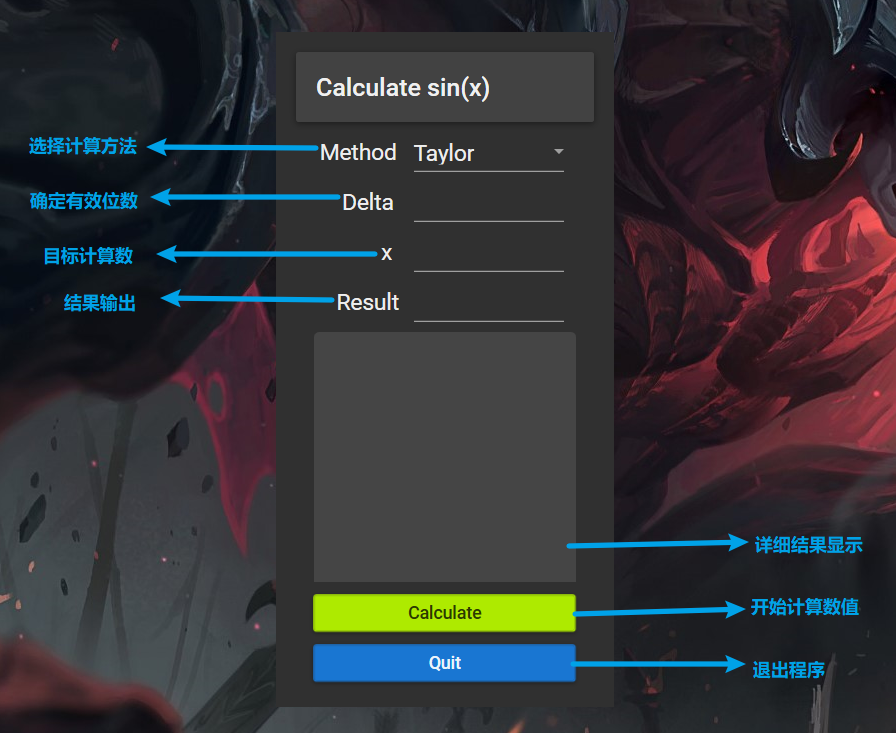 Calculate sin(x)
选择计算方法
Method
Taylor
确定有效位数
Delta
目标计算数
x
结果输出
Result
详细结果显示
Calculate
开始计算数值
Quit
退出程序